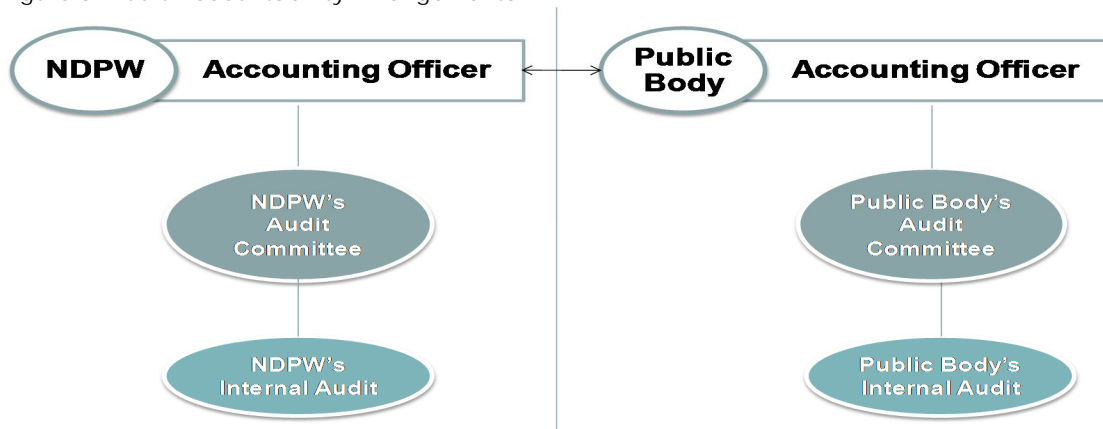 NDPW
Accounting Officer
Public
Body
Accounting Officer
NDPW's
Audit
Committee
Public Body's
Audit
Committee
NDPW's
Internal Audit
Public Body's
Internal Audit